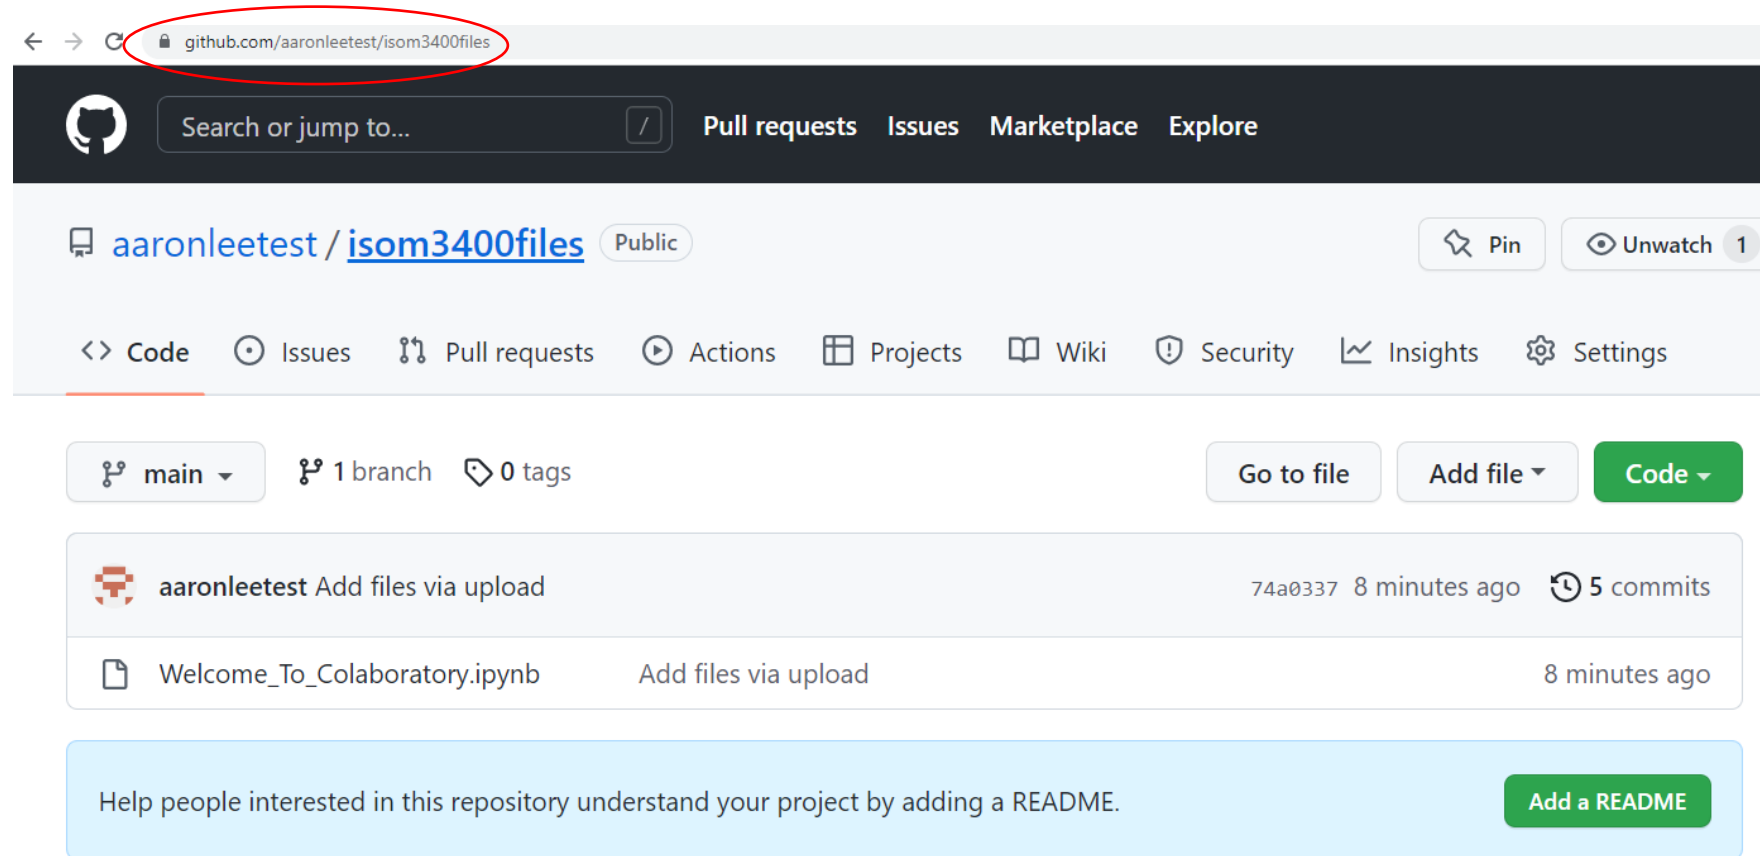 github.com/aaronleetest/isom3400files
Search or jump to... / Pull requests Issues Marketplace Explore
aaronleetest / isom3400files Public Pin Unwatch 1
<> Code Issues Pull requests Actions Projects Wiki Security Insights Settings
main 1 branch 0 tags Go to file Add file Code
aaronleetest Add files via upload 74a0337 8 minutes ago 5 commits
Welcome_To_Colaboratory.ipynb Add files via upload 8 minutes ago
Help people interested in this repository understand your project by adding a README. Add a README